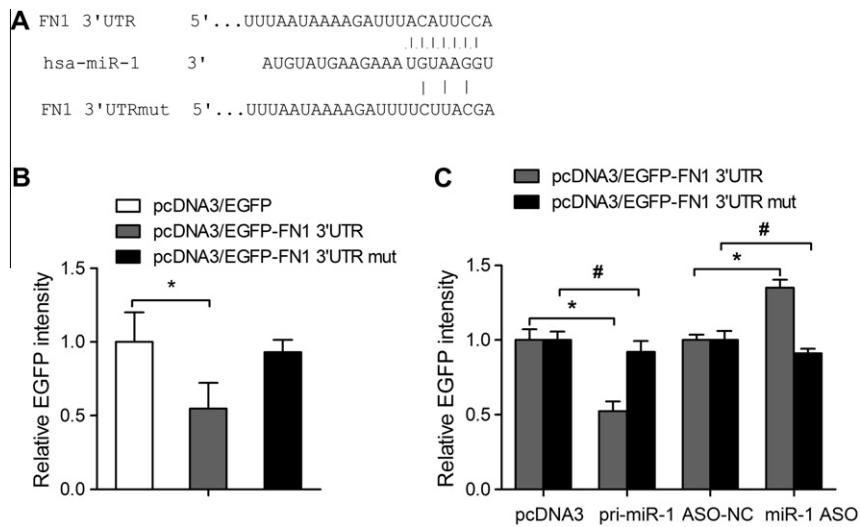 A
FN1 3'UTR 5'...UUUAAUAAAAGAUUUACAUUCCA
hsa-miR-1 3' AUGUAUGAAGAAAUGUAAGGU
FN1 3'UTRmut 5'...UUUAAUAAAAGAUUUUCUUACGA
B
pcDNA3/EGFP
pcDNA3/EGFP-FN1 3'UTR
pcDNA3/EGFP-FN1 3'UTR mut
Relative EGFP intensity
1.5
1.0
0.5
0.0
*
C
pcDNA3/EGFP-FN1 3'UTR
pcDNA3/EGFP-FN1 3'UTR mut
Relative EGFP intensity
1.5
1.0
0.5
0.0
#
*
#
*
pcDNA3 pri-miR-1 ASO-NC miR-1 ASO